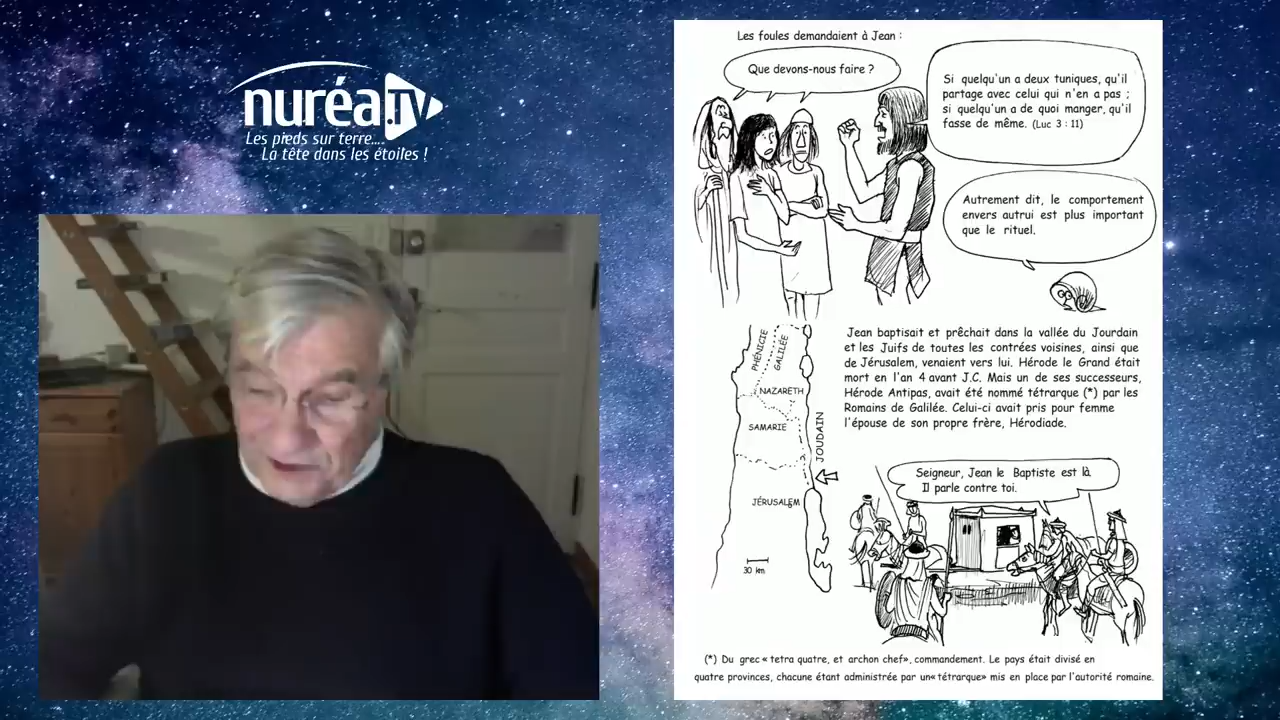 nuréa.TV
Les pieds sur terre....
La tête dans les étoiles !
Les foules demandaient à Jean :
Que devons-nous faire ?
Si quelqu'un a deux tuniques, qu'il
partage avec celui qui n'en a pas ;
si quelqu'un a de quoi manger, qu'il
fasse de même. (Luc 3 : 11)
Autrement dit, le comportement
envers autrui est plus important
que le rituel.
PHÉNICIE
GALILÉE
NAZARETH
SAMARIE
JOUDAIN
JÉRUSALEM
30 km
Jean baptisait et prêchait dans la vallée du Jourdain
et les Juifs de toutes les contrées voisines, ainsi que
de Jérusalem, venaient vers lui. Hérode le Grand était
mort en l'an 4 avant J.C. Mais un de ses successeurs,
Hérode Antipas, avait été nommé tétrarque (*) par les
Romains de Galilée. Celui-ci avait pris pour femme
l'épouse de son propre frère, Hérodiade.
Seigneur, Jean le Baptiste est là.
Il parle contre toi.
(*) Du grec « tetra quatre, et archon chef», commandement. Le pays était divisé en
quatre provinces, chacune étant administrée par un« tétrarque» mis en place par l'autorité romaine.